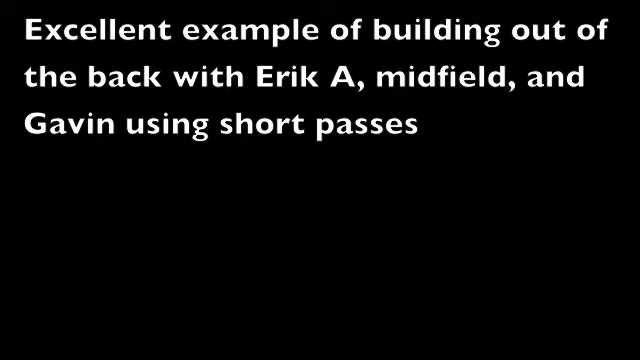 Excellent example of building out of
the back with Erik A, midfield, and
Gavin using short passes